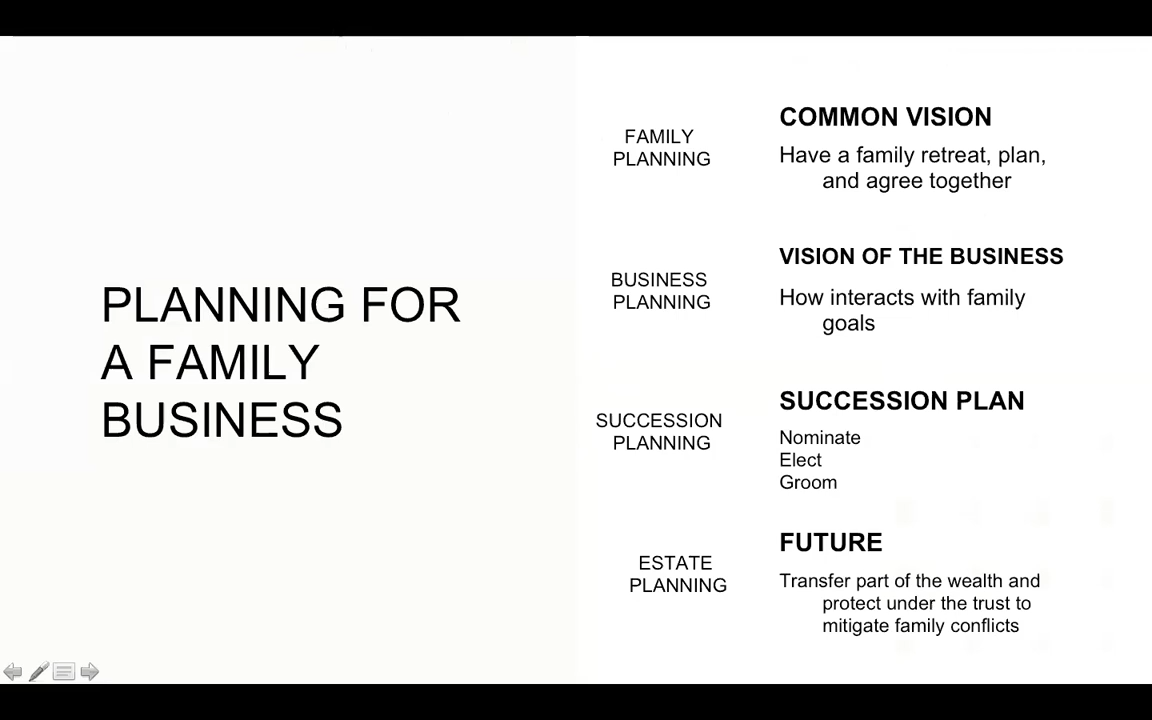 PLANNING FOR
A FAMILY
BUSINESS
FAMILY
PLANNING
COMMON VISION
Have a family retreat, plan,
and agree together
BUSINESS
PLANNING
VISION OF THE BUSINESS
How interacts with family
goals
SUCCESSION
PLANNING
SUCCESSION PLAN
Nominate
Elect
Groom
ESTATE
PLANNING
FUTURE
Transfer part of the wealth and
protect under the trust to
mitigate family conflicts